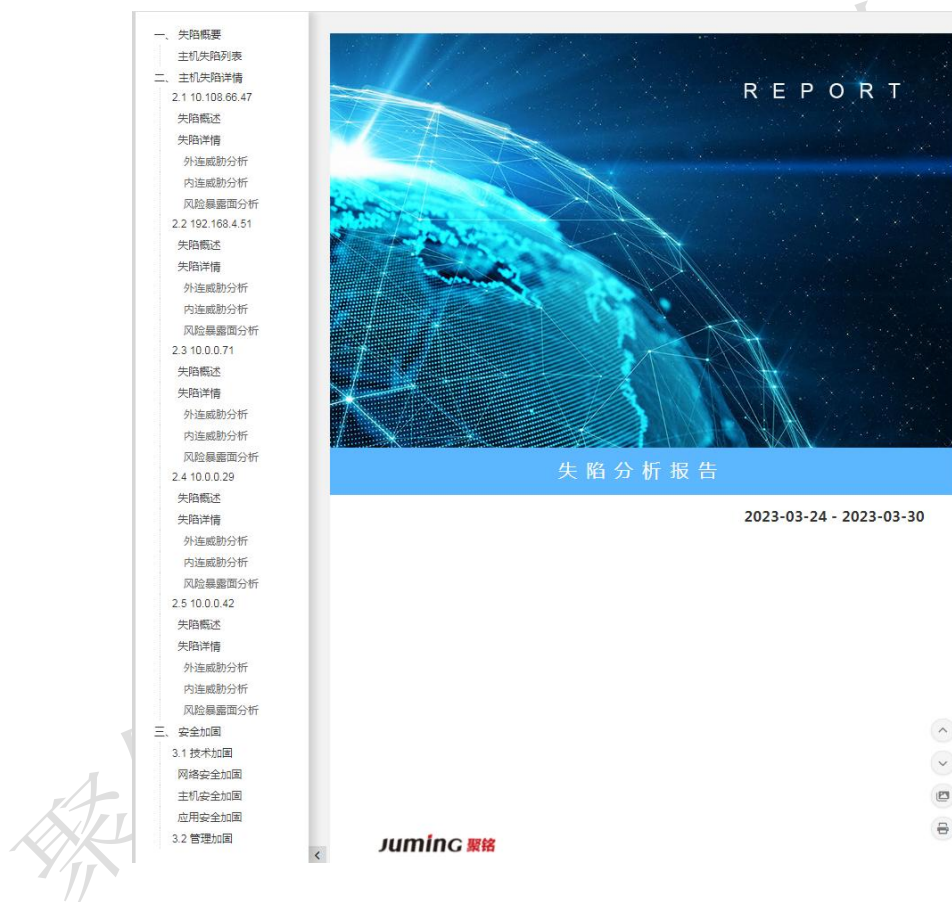 一、 失陷概要
主机失陷列表
二、 主机失陷详情
2.1 10.108.66.47
失陷概述
失陷详情
外连威胁分析
内连威胁分析
风险暴露面分析
2.2 192.168.4.51
失陷概述
失陷详情
外连威胁分析
内连威胁分析
风险暴露面分析
2.3 10.0.0.71
失陷概述
失陷详情
外连威胁分析
内连威胁分析
风险暴露面分析
2.4 10.0.0.29
失陷概述
失陷详情
外连威胁分析
内连威胁分析
风险暴露面分析
2.5 10.0.0.42
失陷概述
失陷详情
外连威胁分析
内连威胁分析
风险暴露面分析
三、 安全加固
3.1 技术加固
网络安全加固
主机安全加固
应用安全加固
3.2 管理加固
REPORT
失陷分析报告
2023-03-24 - 2023-03-30
Juming 聚铭
聚